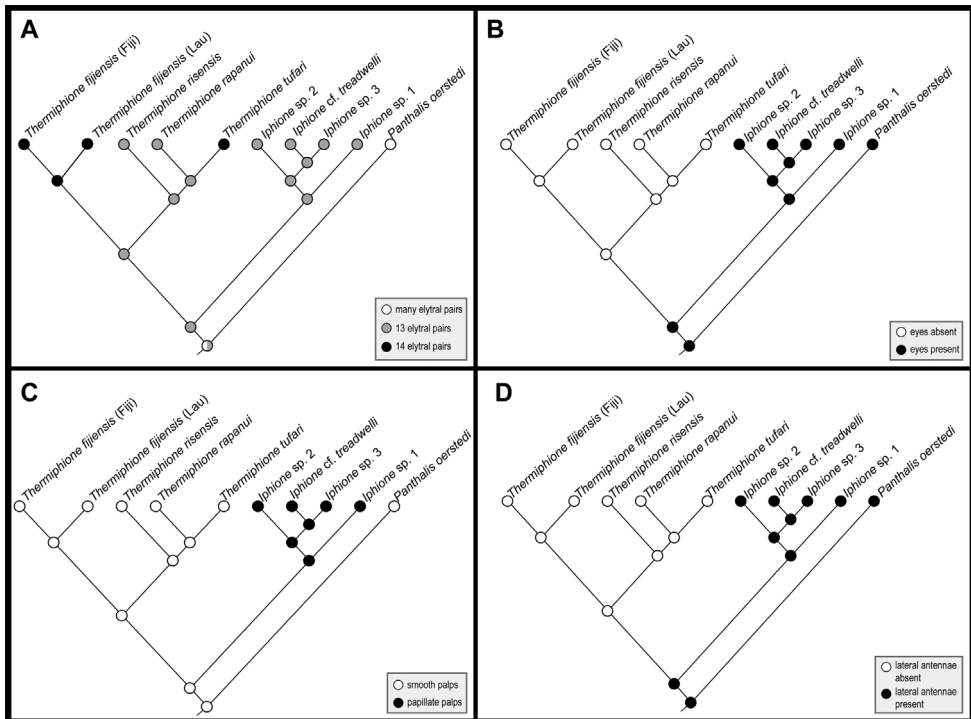 A
Thermiphione fijiensis (Fiji)
Thermiphione fijiensis (Lau)
Thermiphione risensis
Thermiphione rapanui
Thermiphione tufari
Iphione sp. 2
Iphione cf. treadwelli
Iphione sp. 3
Iphione sp. 1
Panthalis oerstedi
many elytral pairs
13 elytral pairs
14 elytral pairs
B
Thermiphione fijiensis (Fiji)
Thermiphione fijiensis (Lau)
Thermiphione risensis
Thermiphione rapanui
Thermiphione tufari
Iphione sp. 2
Iphione cf. treadwelli
Iphione sp. 3
Iphione sp. 1
Panthalis oerstedi
eyes absent
eyes present
C
Thermiphione fijiensis (Fiji)
Thermiphione fijiensis (Lau)
Thermiphione risensis
Thermiphione rapanui
Thermiphione tufari
Iphione sp. 2
Iphione cf. treadwelli
Iphione sp. 3
Iphione sp. 1
Panthalis oerstedi
smooth palps
papillate palps
D
Thermiphione fijiensis (Fiji)
Thermiphione fijiensis (Lau)
Thermiphione risensis
Thermiphione rapanui
Thermiphione tufari
Iphione sp. 2
Iphione cf. treadwelli
Iphione sp. 3
Iphione sp. 1
Panthalis oerstedi
lateral antennae
absent
lateral antennae
present